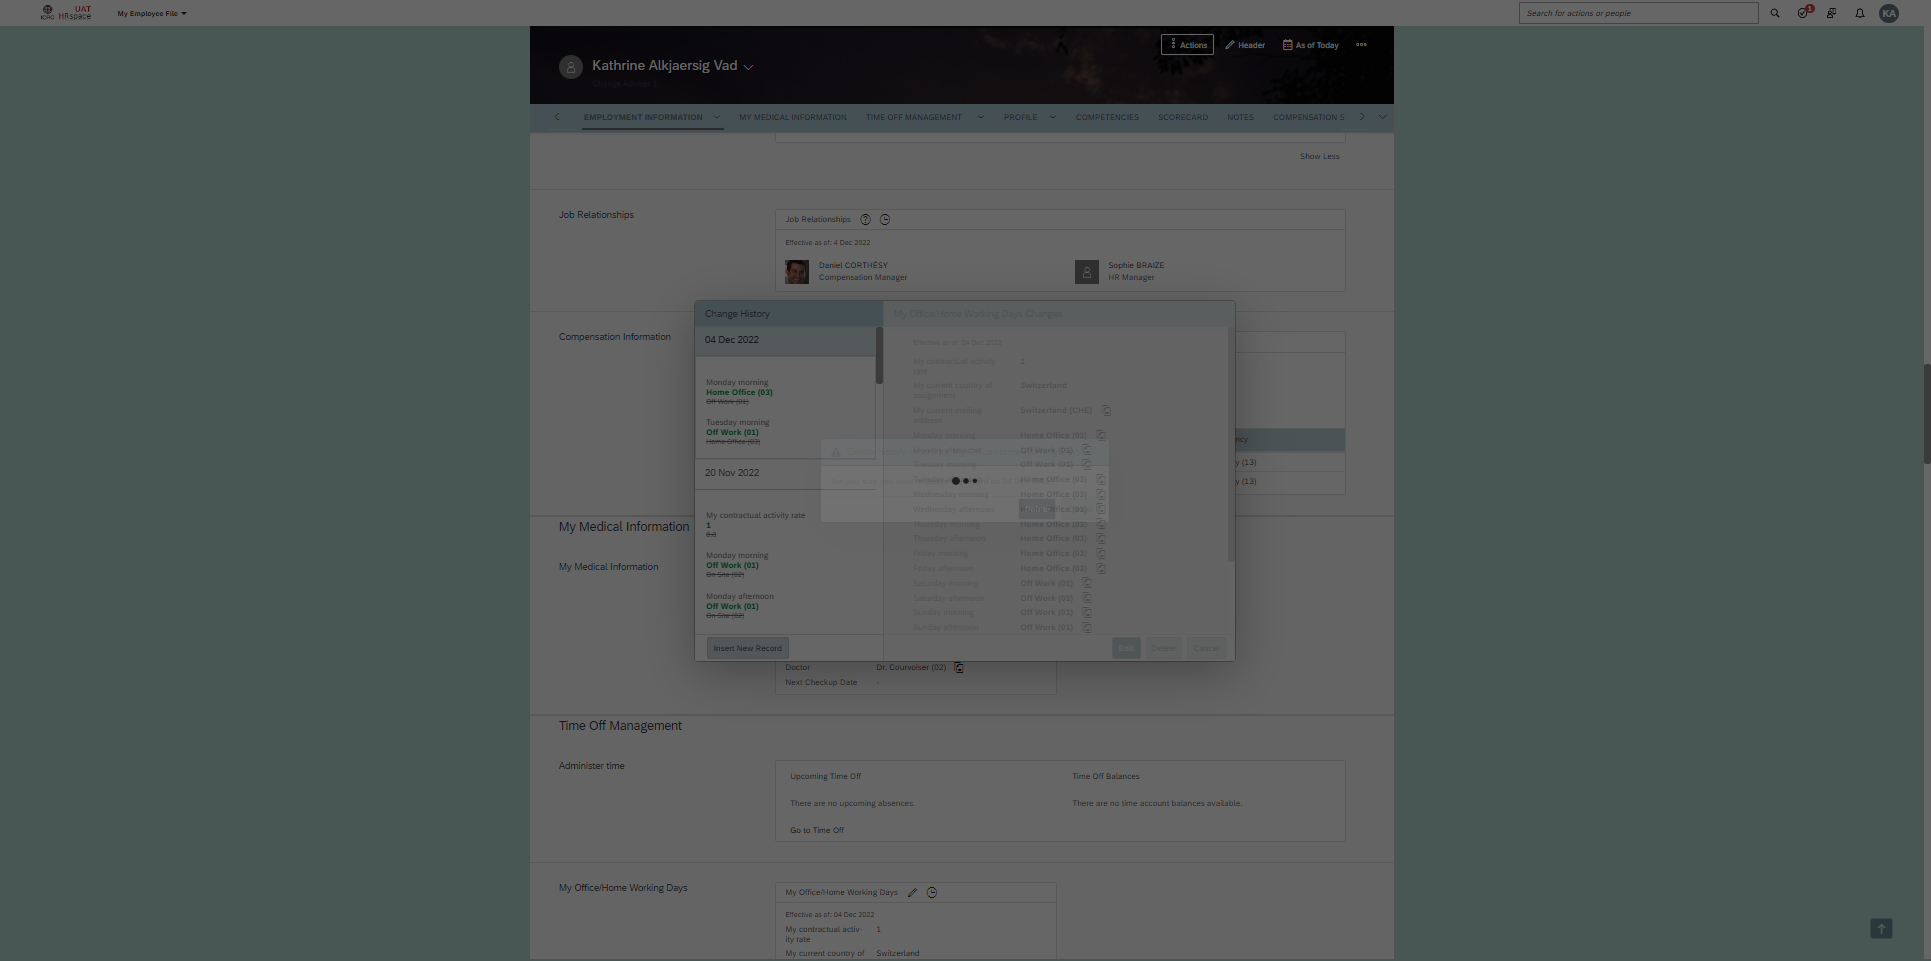 ICRC
UAT
HRspace
My Employee File
Search for actions or people
1
KA
Actions
Header
As of Today
Kathrine Alkjaersig Vad
EMPLOYMENT INFORMATION
MY MEDICAL INFORMATION
TIME OFF MANAGEMENT
PROFILE
COMPETENCIES
SCORECARD
NOTES
COMPENSATION S
Show Less
Job Relationships
Job Relationships
Effective as of: 4 Dec 2022
Daniel CORTHÉSY
Compensation Manager
Sophie BRAIZE
HR Manager
Compensation Information
ncy
y (13)
y (13)
Change History
04 Dec 2022
Monday morning
Home Office (03)
Off Work (01)
Tuesday morning
Off Work (01)
Home Office (03)
20 Nov 2022
My contractual activity rate
1
0.8
Monday morning
Off Work (01)
On Site (02)
Monday afternoon
Off Work (01)
On Site (02)
Insert New Record
My Office/Home Working Days Changes
Effective as of: 04 Dec 2022
My contractual activity rate
1
My current country of assignment
Switzerland
My current
address
Switzerland (CHE)
Monday morning
Home Office (03)
Off Work (01)
Off Work (01)
Home Office (03)
Wednesday morning
Home Office (03)
Wednesday afternoon
Home Office (03)
Thursday morning
Home Office (03)
Thursday afternoon
Home Office (03)
Friday morning
Home Office (03)
Friday afternoon
Home Office (03)
Saturday morning
Off Work (01)
Saturday afternoon
Off Work (01)
Sunday morning
Off Work (01)
Sunday afternoon
Off Work (01)
Edit
Delete
Cancel
My Medical Information
My Medical Information
Doctor
Dr. Courvoiser (02)
Next Checkup Date
-
Time Off Management
Administer time
Upcoming Time Off
Time Off Balances
There are no upcoming absences.
There are no time account balances available.
Go to Time Off
My Office/Home Working Days
My Office/Home Working Days
Effective as of: 04 Dec 2022
My contractual activ-
ity rate
1
My current country of
Switzerland